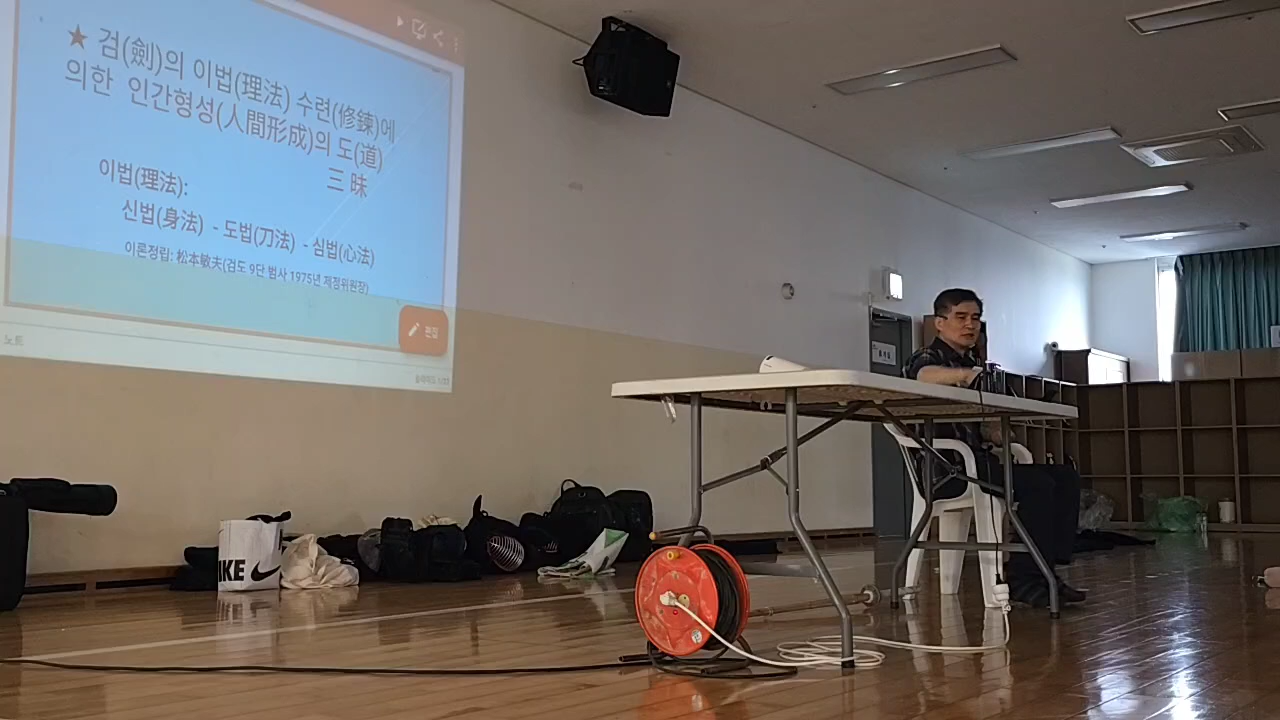 ★ 검(劍)의 이법(理法) 수련(修鍊)에
의한 인간형성(人間形成)의 도(道)
三昧
이법(理法):
신법(身法) - 도법(刀法) - 심법(心法)
이론정립: 松本敏夫(검도 9단 범사 1975년 제정위원장)
편집
노트
IKE